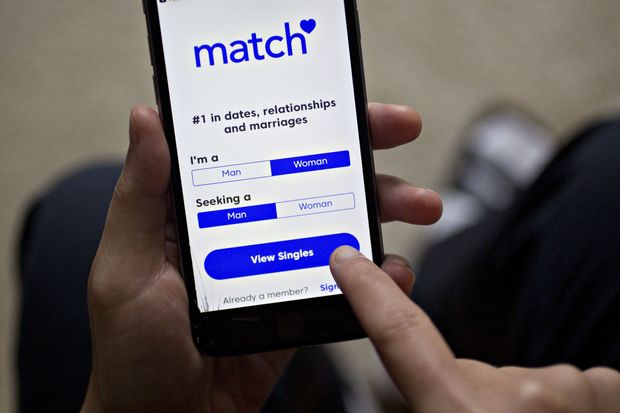 match
#1 in dates, relationships
and marriages
I'm a
Man Woman
Seeking a
Man Woman
View Singles
Already a member?